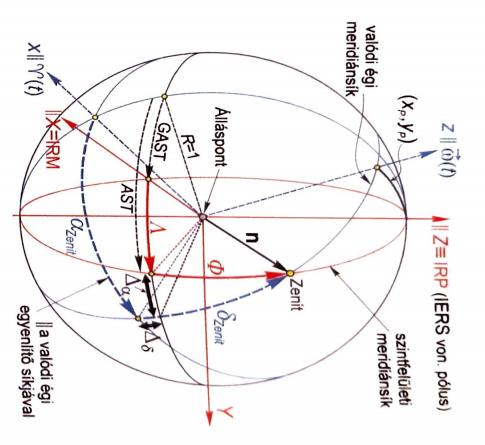 Z ∥ ω⃗(t)
∥ Z≡ IRP (IERS von. pólus)
(xₚ, yₚ)
valódi égi
meridiánsík
szintfelületi
meridiánsík
Zenit
n
Álláspont
R=1
Φ
δZenit
GAST
Λ
AST
Δα
Δδ
αZenit
X∥♈(t)
∥X≡IRM
Y
∥a valódi égi
egyenlítő síkjával